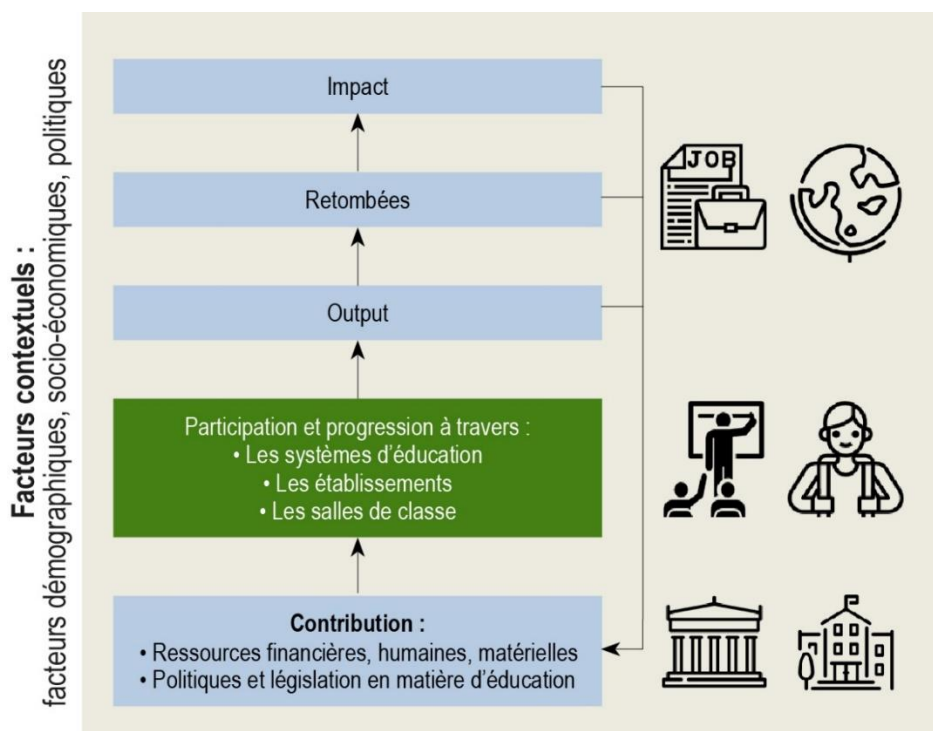 Facteurs contextuels :
facteurs démographiques, socio-économiques, politiques
Impact
Retombées
Output
Participation et progression à travers :
• Les systèmes d'éducation
• Les établissements
• Les salles de classe
Contribution :
• Ressources financières, humaines, matérielles
• Politiques et législation en matière d'éducation
JOB